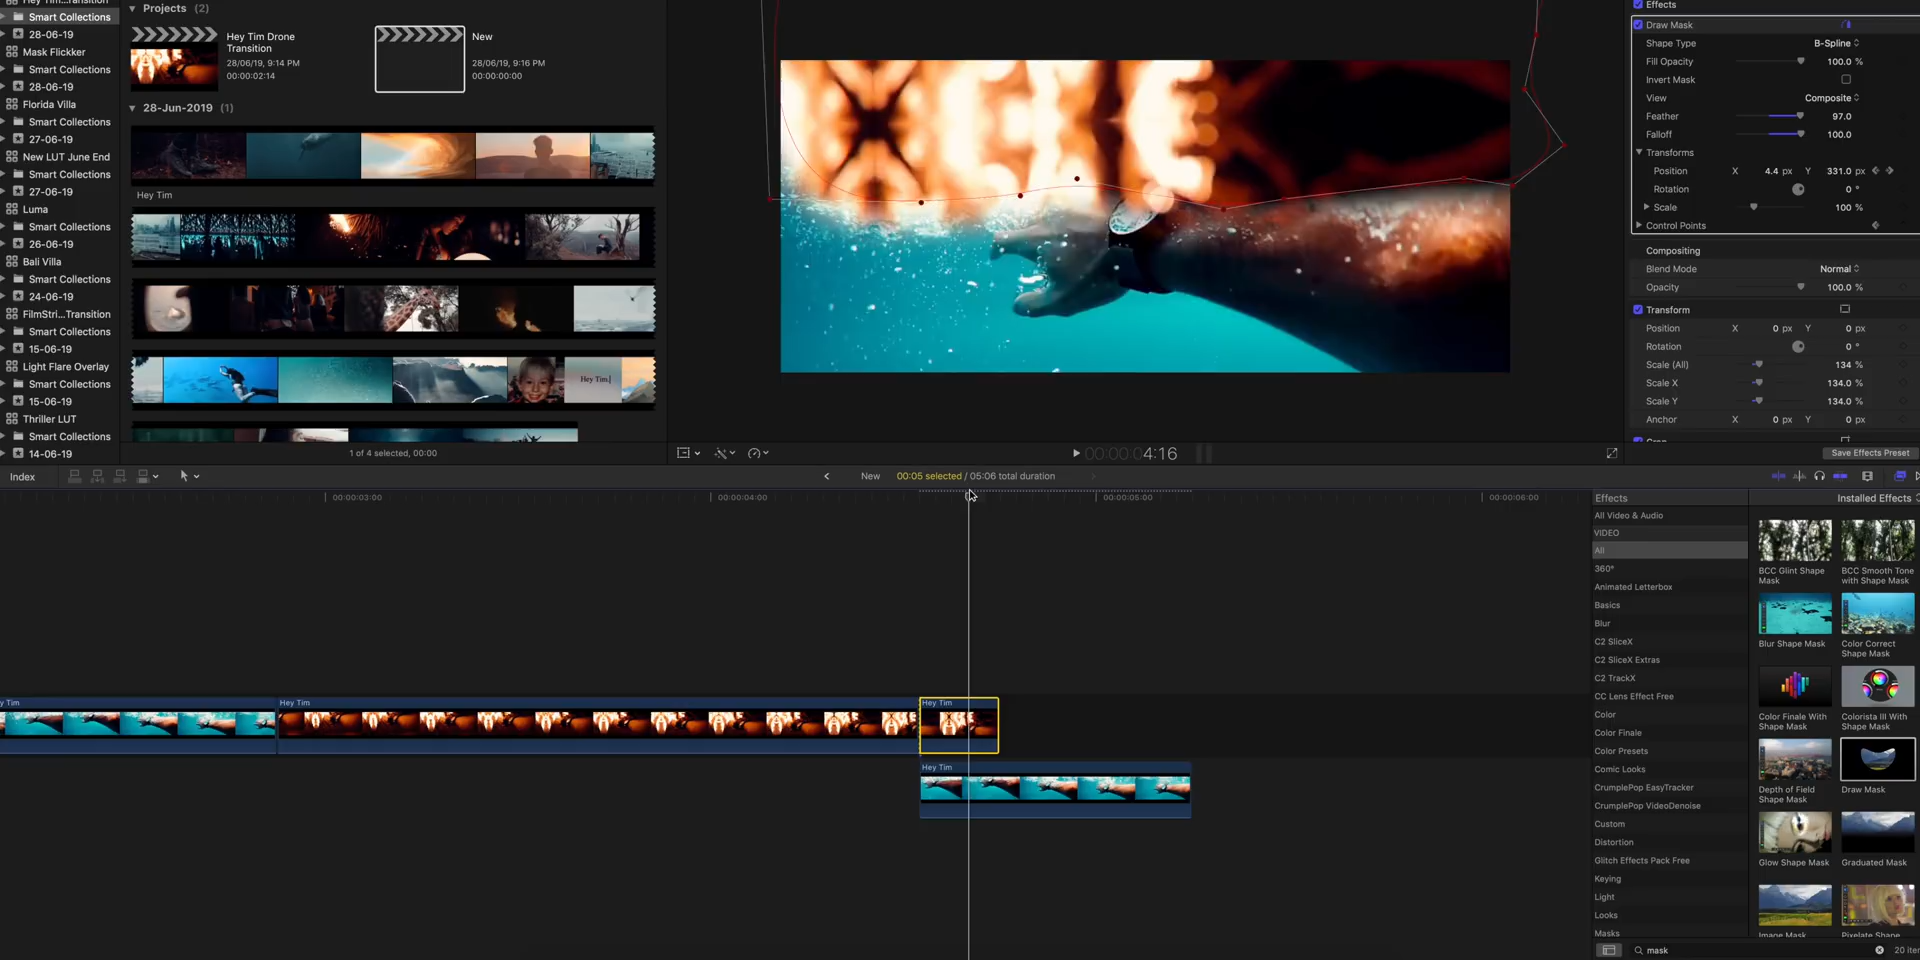 Smart Collections
28-06-19
Mask Flickker
Smart Collections
28-06-19
Florida Villa
Smart Collections
27-06-19
New LUT June End
Smart Collections
27-06-19
Luma
Smart Collections
26-06-19
Bali Villa
Smart Collections
24-06-19
FilmStri...Transition
Smart Collections
15-06-19
Light Flare Overlay
Smart Collections
15-06-19
Thriller LUT
Smart Collections
14-06-19
Projects (2)
Hey Tim Drone
Transition
28/06/19, 9:14 PM
00:00:02:14
New
28/06/19, 9:16 PM
00:00:00:00
28-Jun-2019 (1)
Hey Tim
Hey Tim.
1 of 4 selected, 00:00
00:00:00:04:16
Effects
Draw Mask
Shape Type B-Spline
Fill Opacity 100.0 %
Invert Mask
View Composite
Feather 97.0
Falloff 100.0
Transforms
Position X 4.4 px Y 331.0 px
Rotation 0 °
Scale 100 %
Control Points
Compositing
Blend Mode Normal
Opacity 100.0 %
Transform
Position X 0 px Y 0 px
Rotation 0 °
Scale (All) 134 %
Scale X 134.0 %
Scale Y 134.0 %
Anchor X 0 px Y 0 px
Save Effects Preset
Index
New 00:05 selected / 05:06 total duration
00:00:03:00
00:00:04:00
00:00:05:00
00:00:06:00
Hey Tim
Hey Tim
Hey Tim
Effects
All Video & Audio
VIDEO
All
360°
Animated Letterbox
Basics
Blur
C2 SliceX
C2 SliceX Extras
C2 TrackX
CC Lens Effect Free
Color
Color Finale
Color Presets
Comic Looks
CrumplePop EasyTracker
CrumplePop VideoDenoise
Custom
Distortion
Glitch Effects Pack Free
Keying
Light
Looks
Masks
Installed Effects
BCC Glint Shape
Mask
BCC Smooth Tone
with Shape Mask
Blur Shape Mask
Color Correct
Shape Mask
Color Finale With
Shape Mask
Colorista III With
Shape Mask
Depth of Field
Shape Mask
Draw Mask
Glow Shape Mask
Graduated Mask
Image Mask
Pixelate Shape
mask
20